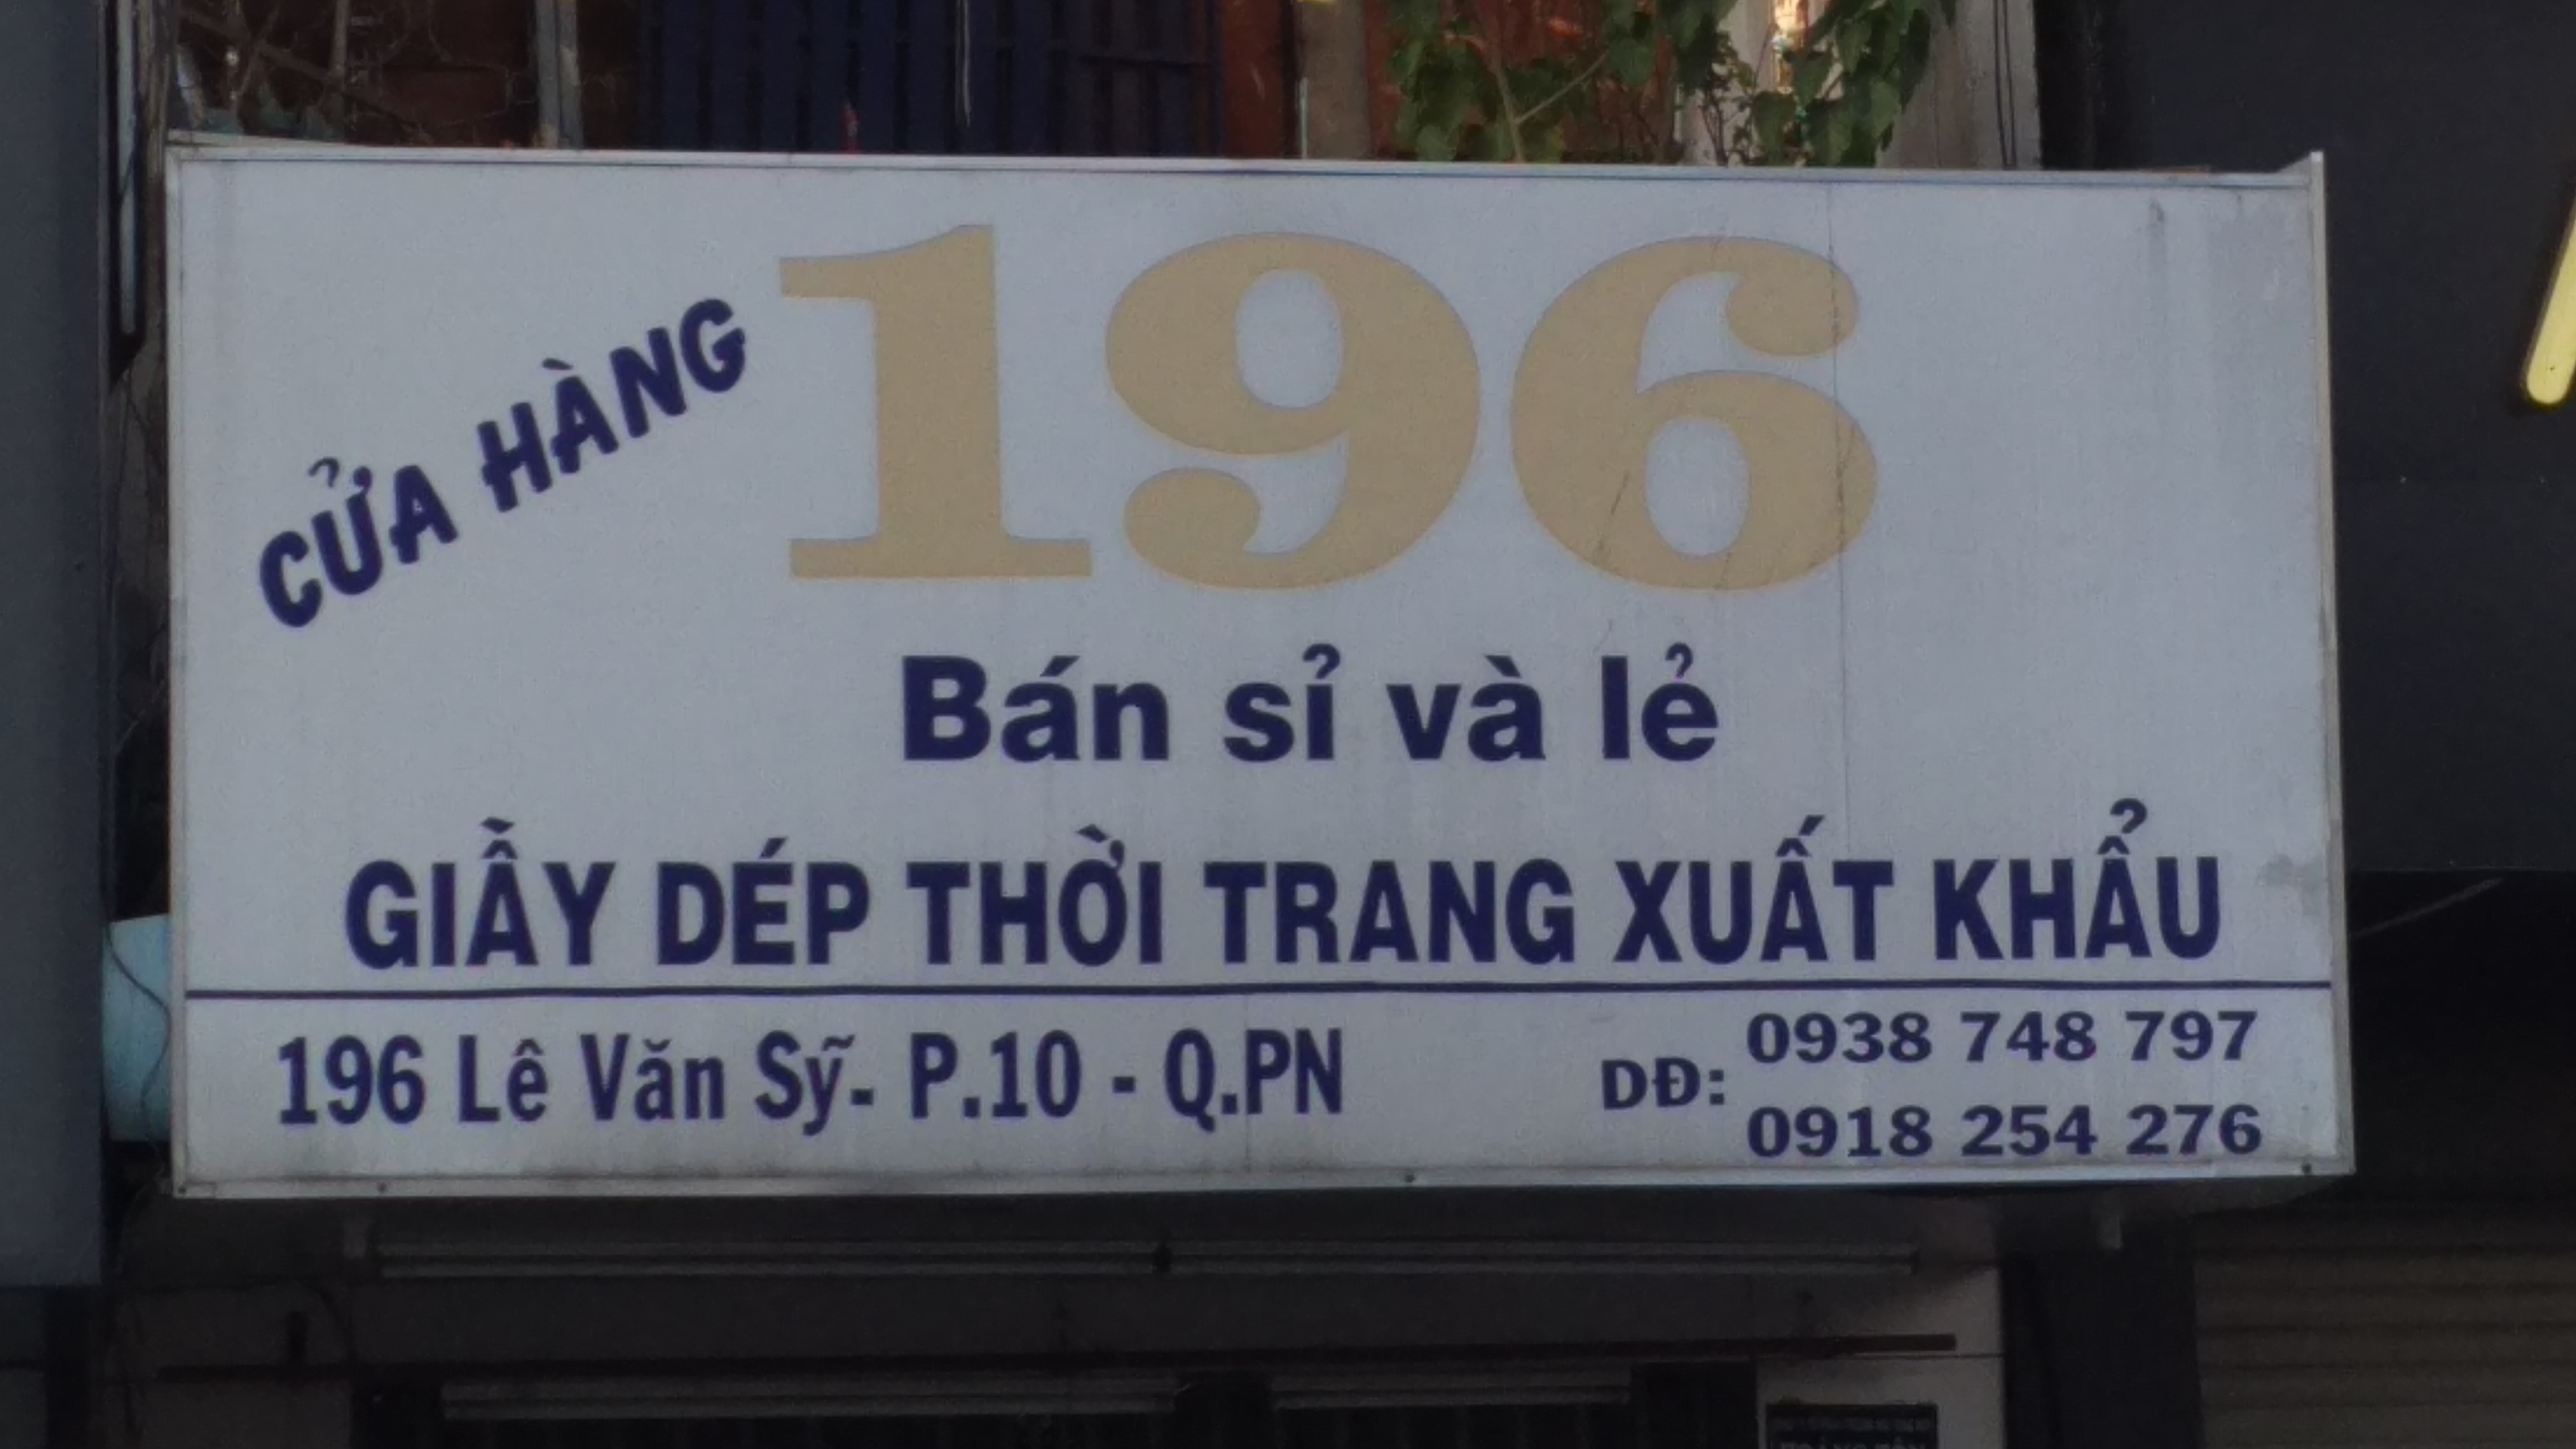 CỬA HÀNG 196
Bán sỉ và lẻ
GIẦY DÉP THỜI TRANG XUẤT KHẨU
196 Lê Văn Sỹ- P.10 - Q.PN
DĐ: 0938 748 797
0918 254 276